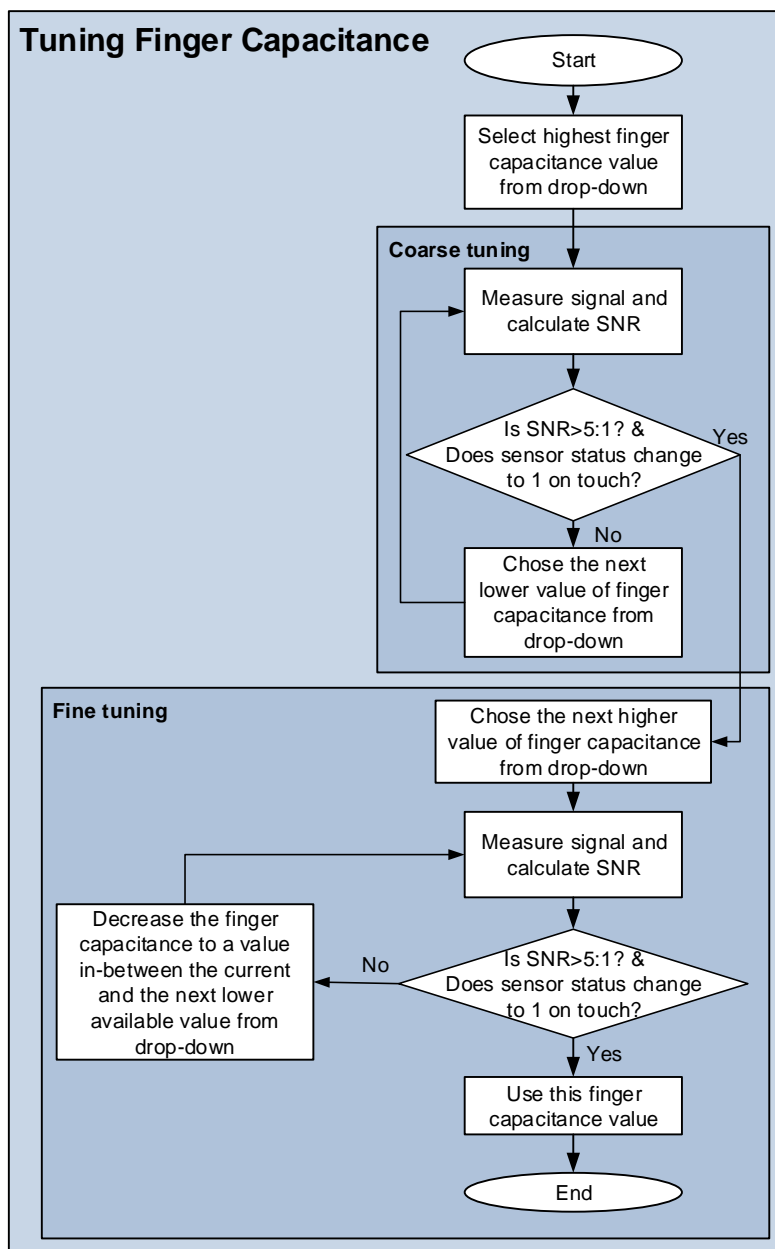 Tuning Finger Capacitance
Start
Select highest finger
capacitance value
from drop-down
Coarse tuning
Measure signal and
calculate SNR
Is SNR>5:1? &
Does sensor status change
to 1 on touch?
Yes
No
Chose the next
lower value of finger
capacitance from
drop-down
Fine tuning
Chose the next higher
value of finger capacitance
from drop-down
Measure signal and
calculate SNR
Decrease the finger
capacitance to a value
in-between the current
and the next lower
available value from
drop-down
No
Is SNR>5:1? &
Does sensor status change
to 1 on touch?
Yes
Use this finger
capacitance value
End